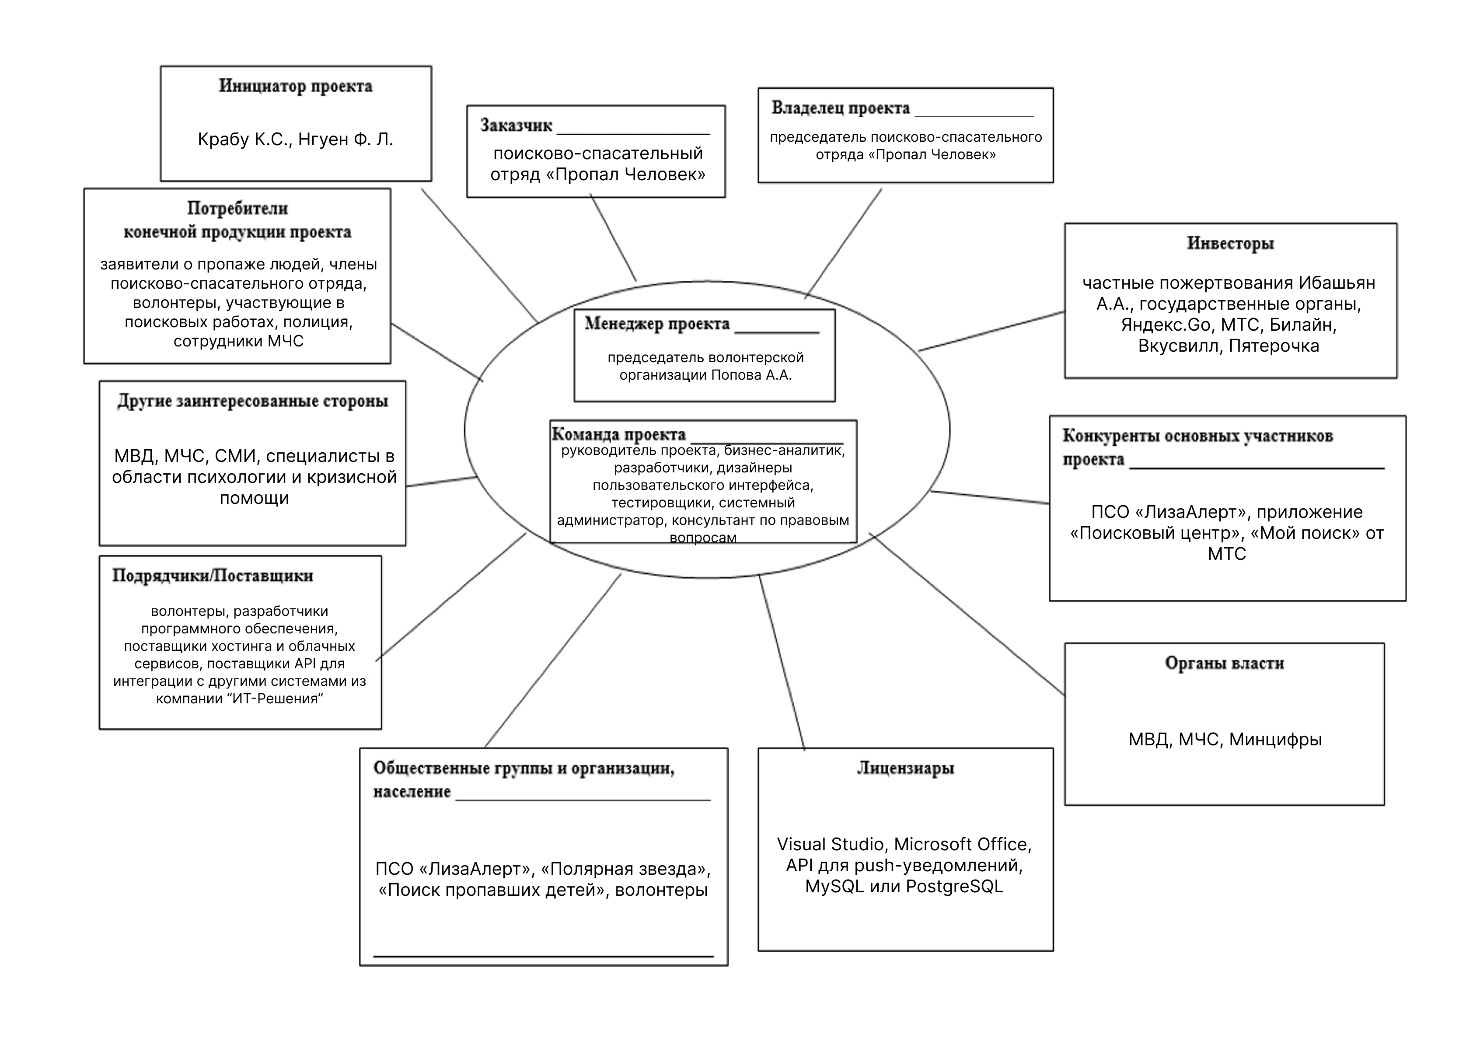 Инициатор проекта
Крабу К.С., Нгуен Ф. Л.
Заказчик
поисково-спасательный
отряд «Пропал Человек»
Владелец проекта
председатель поисково-спасательного
отряда «Пропал Человек»
Потребители
конечной продукции проекта
заявители о пропаже людей, члены
поисково-спасательного отряда,
волонтеры, участвующие в
поисковых работах, полиция,
сотрудники МЧС
Инвесторы
частные пожертвования Ибашьян
А.А., государственные органы,
Яндекс.Go, МТС, Билайн,
Вкусвилл, Пятерочка
Менеджер проекта
председатель волонтерской
организации Попова А.А.
Команда проекта
руководитель проекта, бизнес-аналитик,
разработчики, дизайнеры
пользовательского интерфейса,
тестировщики, системный
администратор, консультант по правовым
вопросам
Другие заинтересованные стороны
МВД, МЧС, СМИ, специалисты в
области психологии и кризисной
помощи
Конкуренты основных участников
проекта
ПСО «ЛизаАлерт», приложение
«Поисковый центр», «Мой поиск» от
МТС
Подрядчики/Поставщики
волонтеры, разработчики
программного обеспечения,
поставщики хостинга и облачных
сервисов, поставщики API для
интеграции с другими системами из
компании “ИТ-Решения”
Органы власти
МВД, МЧС, Минцифры
Общественные группы и организации,
население
ПСО «ЛизаАлерт», «Полярная звезда»,
«Поиск пропавших детей», волонтеры
Лицензиары
Visual Studio, Microsoft Office,
API для push-уведомлений,
MySQL или PostgreSQL